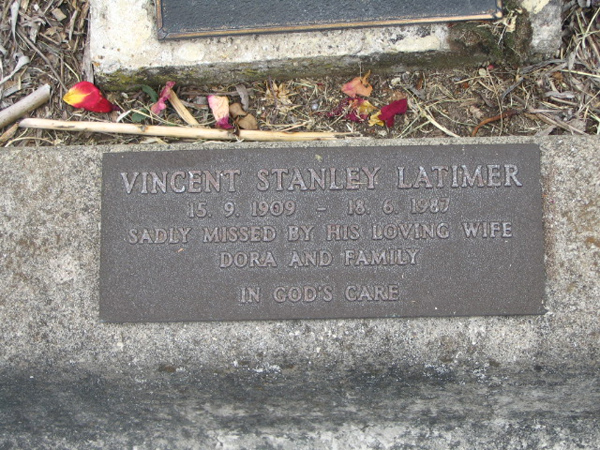 VINCENT STANLEY LATIMER
15. 9. 1909 - 18. 6. 1987
SADLY MISSED BY HIS LOVING WIFE
DORA AND FAMILY
IN GOD'S CARE